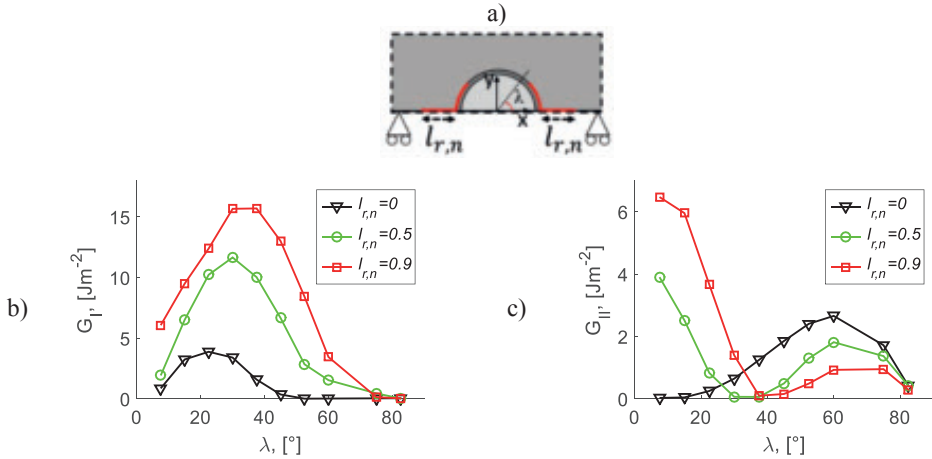 a)
y
λ
x
l_{r,n}
l_{r,n}
b)
G_I, [Jm^{-2}]
15
10
5
0
0
20
40
60
80
λ, [°]
l_{r,n}=0
l_{r,n}=0.5
l_{r,n}=0.9
c)
G_{II}, [Jm^{-2}]
6
4
2
0
0
20
40
60
80
λ, [°]
l_{r,n}=0
l_{r,n}=0.5
l_{r,n}=0.9